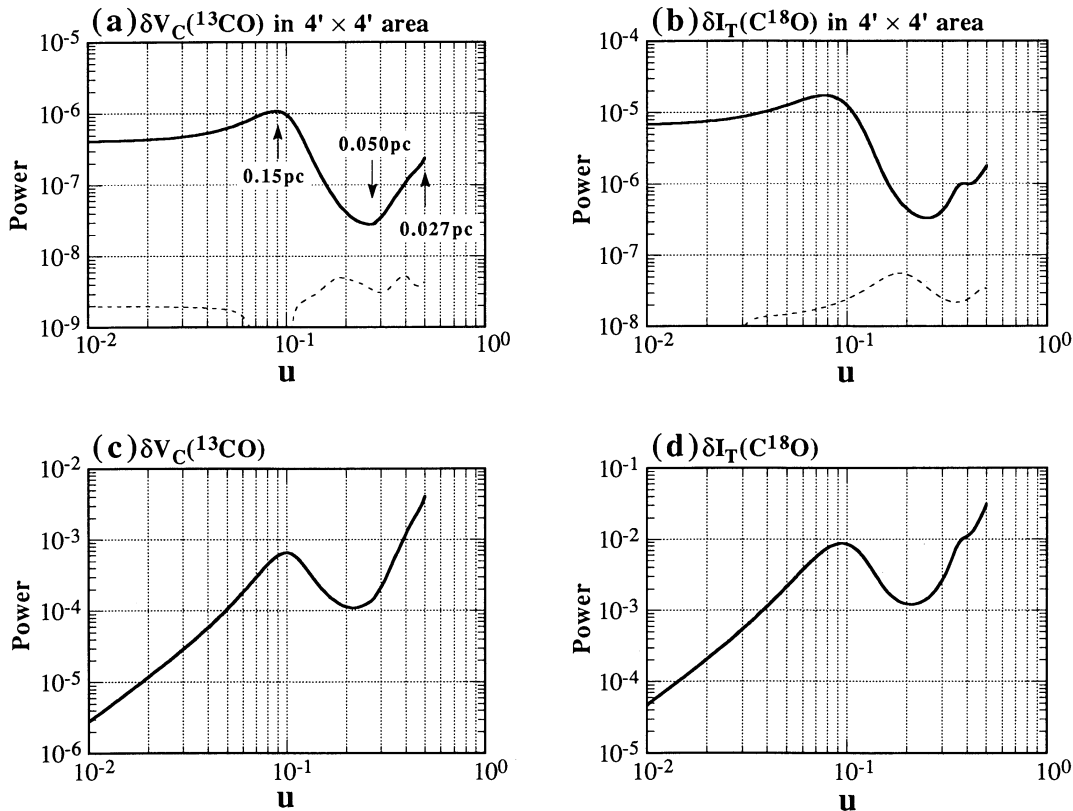 (a) δV_C(¹³CO) in 4' × 4' area
10⁻⁵
10⁻⁶
10⁻⁷
10⁻⁸
10⁻⁹
Power
0.15pc
0.050pc
0.027pc
10⁻² 10⁻¹ 10⁰
u
(b) δI_T(C¹⁸O) in 4' × 4' area
10⁻⁴
10⁻⁵
10⁻⁶
10⁻⁷
10⁻⁸
Power
10⁻² 10⁻¹ 10⁰
u
(c) δV_C(¹³CO)
10⁻²
10⁻³
10⁻⁴
10⁻⁵
10⁻⁶
Power
10⁻² 10⁻¹ 10⁰
u
(d) δI_T(C¹⁸O)
10⁻¹
10⁻²
10⁻³
10⁻⁴
10⁻⁵
Power
10⁻² 10⁻¹ 10⁰
u